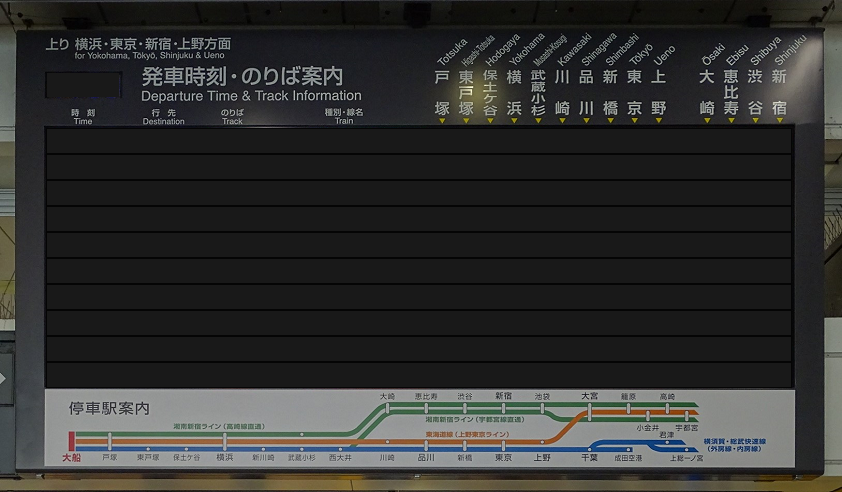 上り 横浜・東京・新宿・上野方面
for Yokohama, Tōkyō, Shinjuku & Ueno
発車時刻・のりば案内
Departure Time & Track Information
時刻
Time
行先
Destination
のりば
Track
種別・線名
Train
Totsuka
戸塚
Higashi-Totsuka
東戸塚
Hodogaya
保土ケ谷
Yokohama
横浜
Musashi-Kosugi
武蔵小杉
Kawasaki
川崎
Shinagawa
品川
Shimbashi
新橋
Tōkyō
東京
Ueno
上野
Ōsaki
大崎
Ebisu
恵比寿
Shibuya
渋谷
Shinjuku
新宿
停車駅案内
大崎 恵比寿 渋谷 新宿 池袋 大宮 籠原 高崎
湘南新宿ライン(高崎線直通)
湘南新宿ライン(宇都宮線直通)
小金井 宇都宮
東海道線(上野東京ライン)
君津
横須賀・総武快速線
(外房線・内房線)
大船 戸塚 東戸塚 保土ケ谷 横浜 新川崎 武蔵小杉 西大井 川崎 品川 新橋 東京 上野 千葉 成田空港 上総一ノ宮